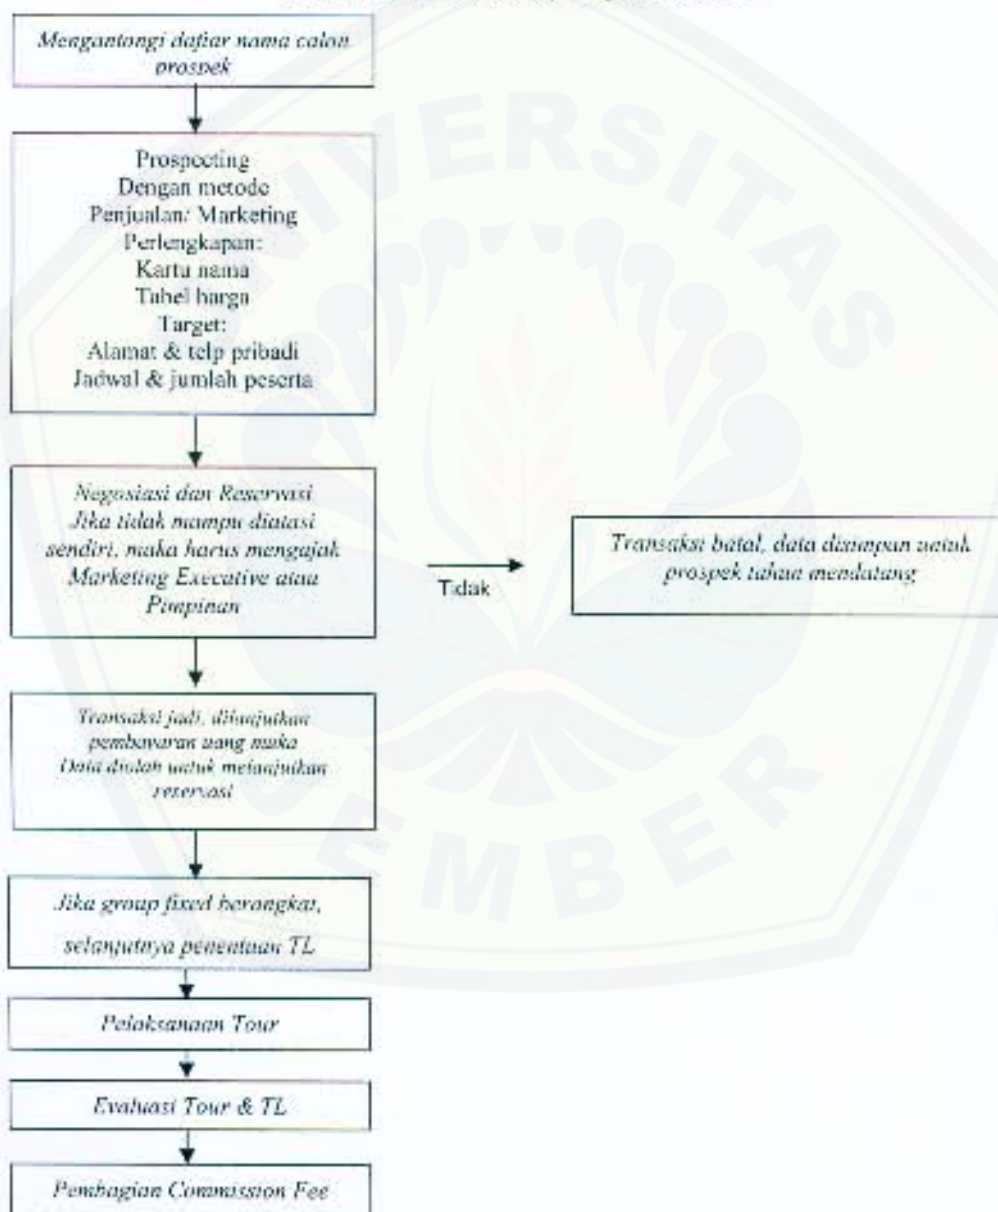 Mengantongi daftar nama calon
prospek
Prospecting
Dengan metode
Penjualan/ Marketing
Perlengkapan:
Kartu nama
Tabel harga
Target:
Alamat & telp pribadi
Jadwal & jumlah peserta
Negosiasi dan Reservasi
Jika tidak mampu diatasi
sendiri, maka harus mengajak
Marketing Executive atau
Pimpinan
Tidak
Transaksi batal, data disimpan untuk
prospek tahun mendatang
Transaksi jadi, dilanjutkan
pembayaran uang muka
Data diolah untuk melanjutkan
reservasi
Jika group fixed berangkat,
selanjutnya penentuan TL
Pelaksanaan Tour
Evaluasi Tour & TL
Pembagian Commission Fee
UNIVERSITAS
JEMBER